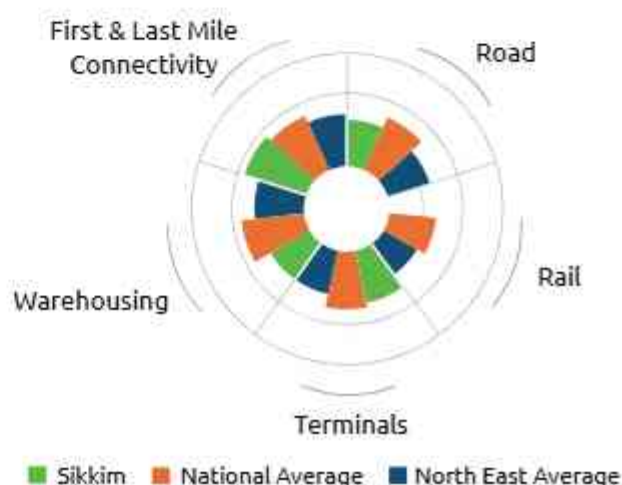 First & Last Mile
Connectivity
Road
Rail
Warehousing
Terminals
Sikkim
National Average
North East Average